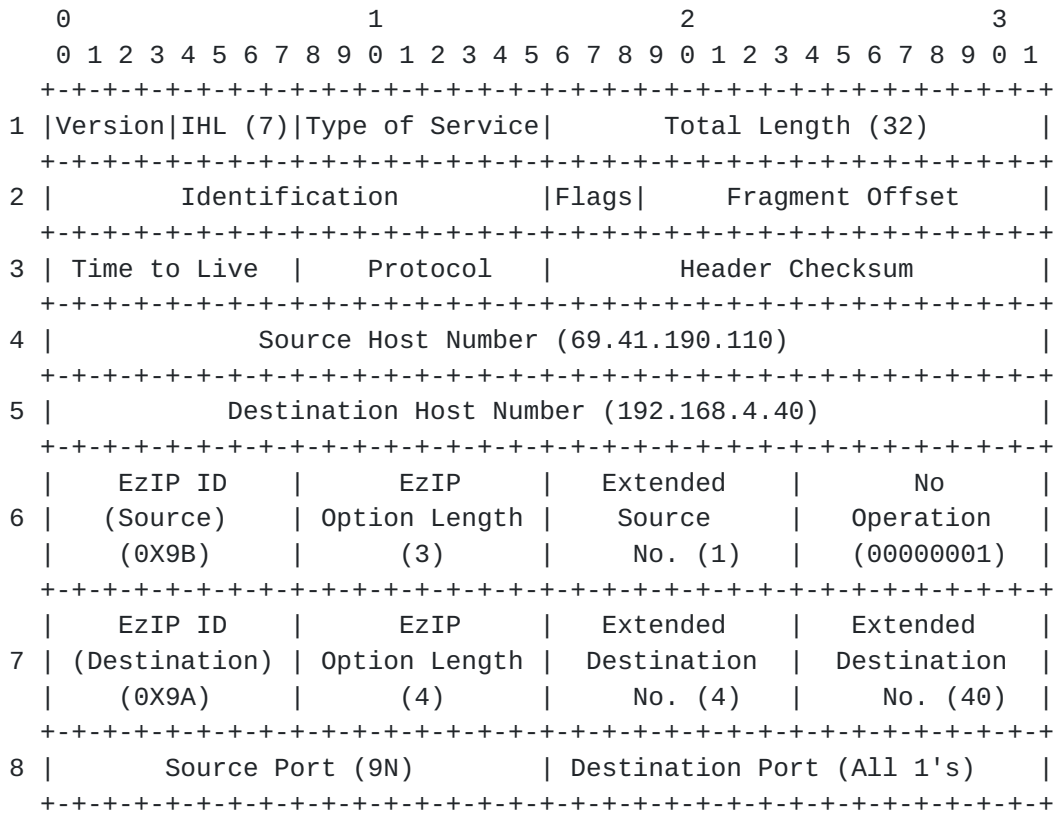 0                   1                   2                   3
    0 1 2 3 4 5 6 7 8 9 0 1 2 3 4 5 6 7 8 9 0 1 2 3 4 5 6 7 8 9 0 1
   +-+-+-+-+-+-+-+-+-+-+-+-+-+-+-+-+-+-+-+-+-+-+-+-+-+-+-+-+-+-+-+-+
 1 |Version|IHL (7)|Type of Service|       Total Length (32)       |
   +-+-+-+-+-+-+-+-+-+-+-+-+-+-+-+-+-+-+-+-+-+-+-+-+-+-+-+-+-+-+-+-+
 2 |        Identification         |Flags|     Fragment Offset     |
   +-+-+-+-+-+-+-+-+-+-+-+-+-+-+-+-+-+-+-+-+-+-+-+-+-+-+-+-+-+-+-+-+
 3 | Time to Live  |    Protocol   |        Header Checksum        |
   +-+-+-+-+-+-+-+-+-+-+-+-+-+-+-+-+-+-+-+-+-+-+-+-+-+-+-+-+-+-+-+-+
 4 |             Source Host Number (69.41.190.110)                |
   +-+-+-+-+-+-+-+-+-+-+-+-+-+-+-+-+-+-+-+-+-+-+-+-+-+-+-+-+-+-+-+-+
 5 |           Destination Host Number (192.168.4.40)              |
   +-+-+-+-+-+-+-+-+-+-+-+-+-+-+-+-+-+-+-+-+-+-+-+-+-+-+-+-+-+-+-+-+
   |    EzIP ID    |      EzIP     |   Extended    |       No      |
 6 |   (Source)    | Option Length |    Source     |   Operation   |
   |    (0X9B)     |      (3)      |     No. (1)   |   (00000001)  |
   +-+-+-+-+-+-+-+-+-+-+-+-+-+-+-+-+-+-+-+-+-+-+-+-+-+-+-+-+-+-+-+-+
   |    EzIP ID    |      EzIP     |   Extended    |   Extended    |
 7 | (Destination) | Option Length |  Destination  |  Destination  |
   |    (0X9A)     |      (4)      |     No. (4)   |     No. (40)  |
   +-+-+-+-+-+-+-+-+-+-+-+-+-+-+-+-+-+-+-+-+-+-+-+-+-+-+-+-+-+-+-+-+
 8 |       Source Port (9N)        | Destination Port (All 1's)    |
   +-+-+-+-+-+-+-+-+-+-+-+-+-+-+-+-+-+-+-+-+-+-+-+-+-+-+-+-+-+-+-+-+